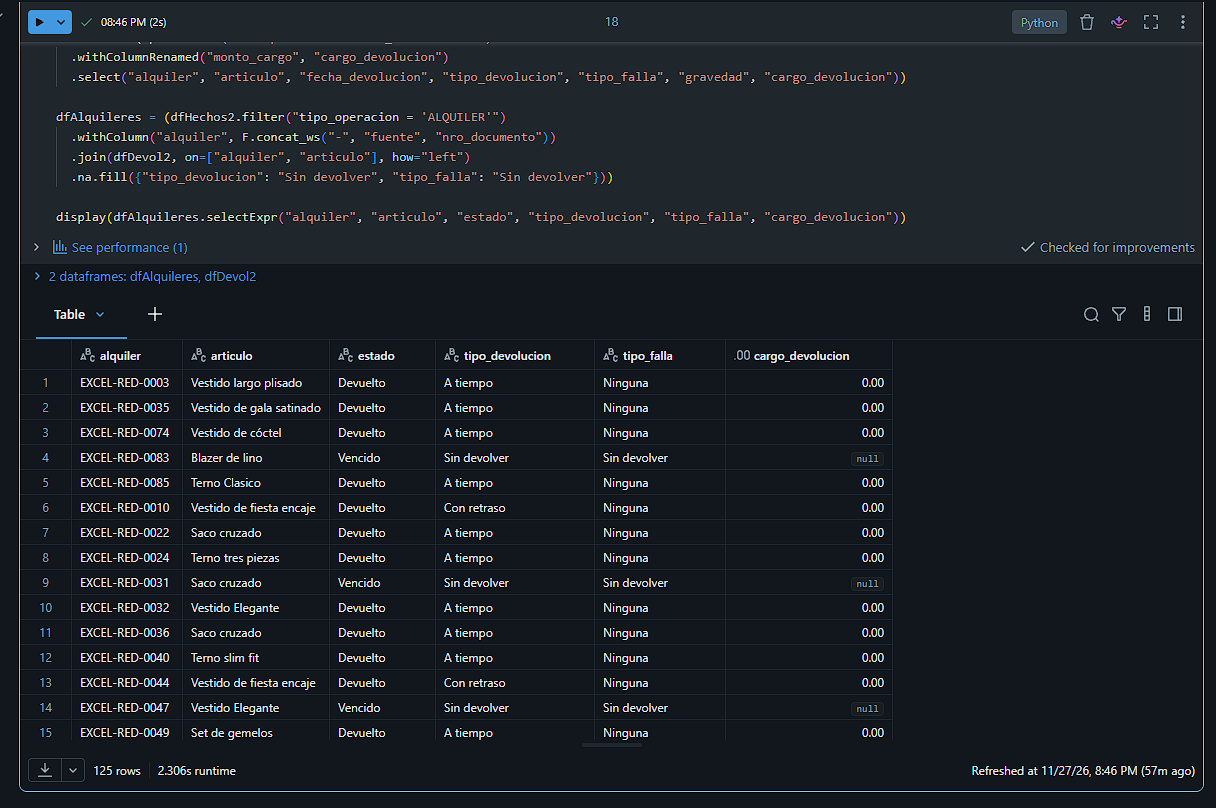 08:46 PM (2s) 18 Python
.withColumnRenamed("monto_cargo", "cargo_devolucion")
.select("alquiler", "articulo", "fecha_devolucion", "tipo_devolucion", "tipo_falla", "gravedad", "cargo_devolucion"))
dfAlquileres = (dfHechos2.filter("tipo_operacion = 'ALQUILER'")
.withColumn("alquiler", F.concat_ws("-", "fuente", "nro_documento"))
.join(dfDevol2, on=["alquiler", "articulo"], how="left")
.na.fill({"tipo_devolucion": "Sin devolver", "tipo_falla": "Sin devolver"}))
display(dfAlquileres.selectExpr("alquiler", "articulo", "estado", "tipo_devolucion", "tipo_falla", "cargo_devolucion"))
See performance (1) Checked for improvements
2 dataframes: dfAlquileres, dfDevol2
Table
alquiler articulo estado tipo_devolucion tipo_falla .00 cargo_devolucion
1 EXCEL-RED-0003 Vestido largo plisado Devuelto A tiempo Ninguna 0.00
2 EXCEL-RED-0035 Vestido de gala satinado Devuelto A tiempo Ninguna 0.00
3 EXCEL-RED-0074 Vestido de cóctel Devuelto A tiempo Ninguna 0.00
4 EXCEL-RED-0083 Blazer de lino Vencido Sin devolver Sin devolver null
5 EXCEL-RED-0085 Terno Clasico Devuelto A tiempo Ninguna 0.00
6 EXCEL-RED-0010 Vestido de fiesta encaje Devuelto Con retraso Ninguna 0.00
7 EXCEL-RED-0022 Saco cruzado Devuelto A tiempo Ninguna 0.00
8 EXCEL-RED-0024 Terno tres piezas Devuelto A tiempo Ninguna 0.00
9 EXCEL-RED-0031 Saco cruzado Vencido Sin devolver Sin devolver null
10 EXCEL-RED-0032 Vestido Elegante Devuelto A tiempo Ninguna 0.00
11 EXCEL-RED-0036 Saco cruzado Devuelto A tiempo Ninguna 0.00
12 EXCEL-RED-0040 Terno slim fit Devuelto A tiempo Ninguna 0.00
13 EXCEL-RED-0044 Vestido de fiesta encaje Devuelto Con retraso Ninguna 0.00
14 EXCEL-RED-0047 Vestido Elegante Vencido Sin devolver Sin devolver null
15 EXCEL-RED-0049 Set de gemelos Devuelto A tiempo Ninguna 0.00
125 rows 2.306s runtime Refreshed at 11/27/26, 8:46 PM (57m ago)